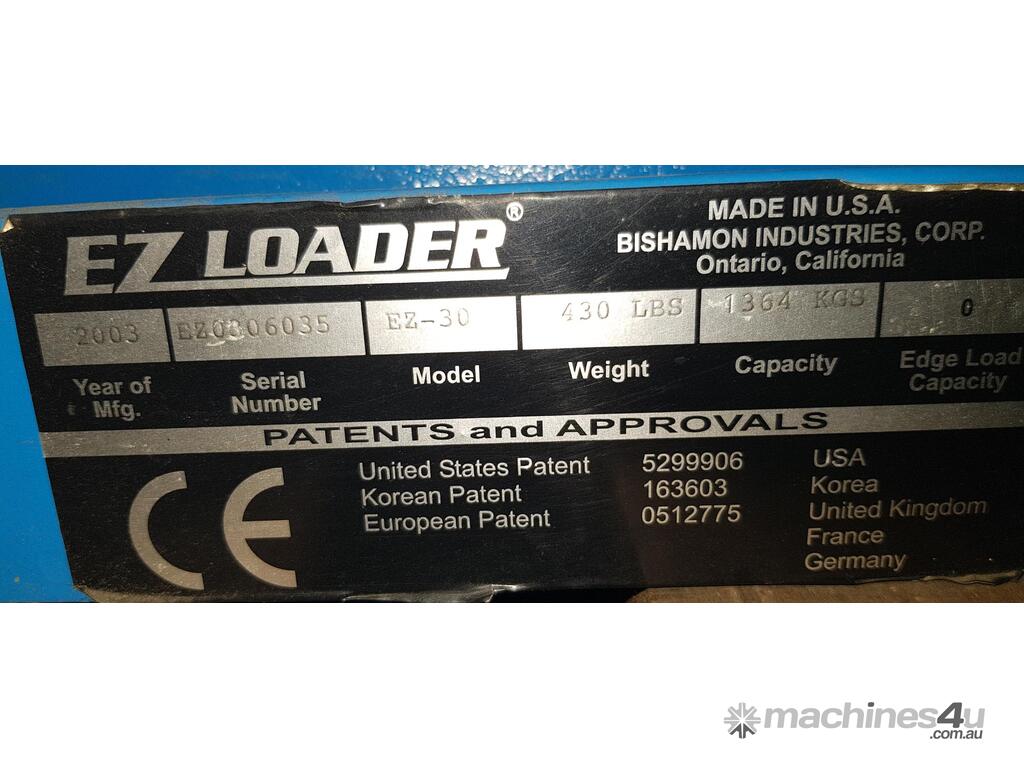 EZ LOADER®
MADE IN U.S.A.
BISHAMON INDUSTRIES, CORP.
Ontario, California
2003 EZ0306035 EZ-30 430 LBS 1364 KGS 0
Year of Mfg. Serial Number Model Weight Capacity Edge Load Capacity
PATENTS and APPROVALS
CE
United States Patent 5299906 USA
Korean Patent 163603 Korea
European Patent 0512775 United Kingdom
France
Germany
machines4u
.com.au